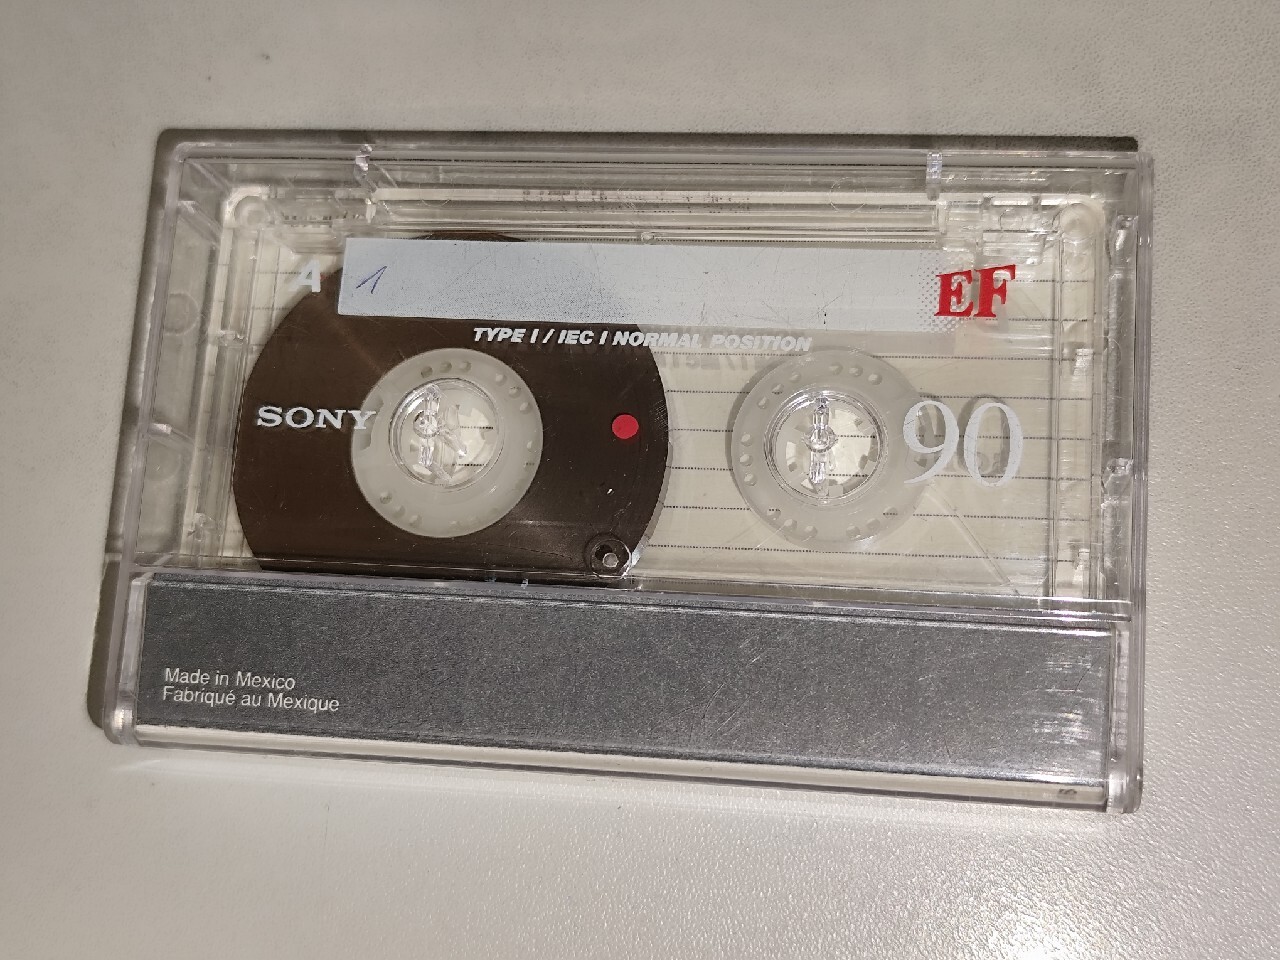 A 1
EF
TYPE I / IEC I NORMAL POSITION
SONY
90
Made in Mexico
Fabriqué au Mexique